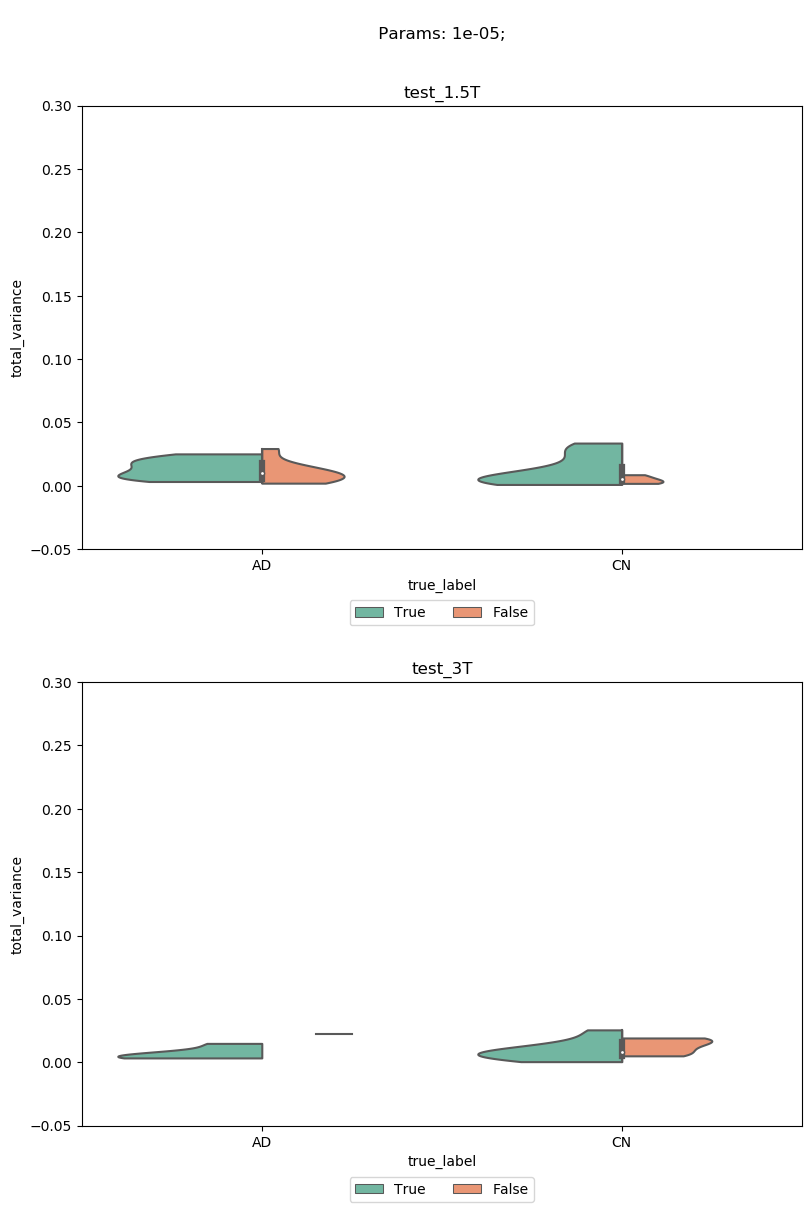 Params: 1e-05;
test_1.5T
0.30
0.25
0.20
0.15
0.10
0.05
0.00
−0.05
total_variance
AD CN
true_label
True False
test_3T
0.30
0.25
0.20
0.15
0.10
0.05
0.00
−0.05
total_variance
AD CN
true_label
True False